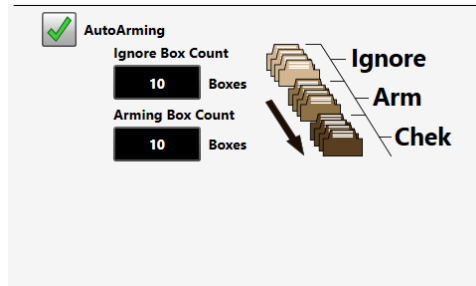 AutoArming
Ignore Box Count
10 Boxes
Arming Box Count
10 Boxes
Ignore
Arm
Chek